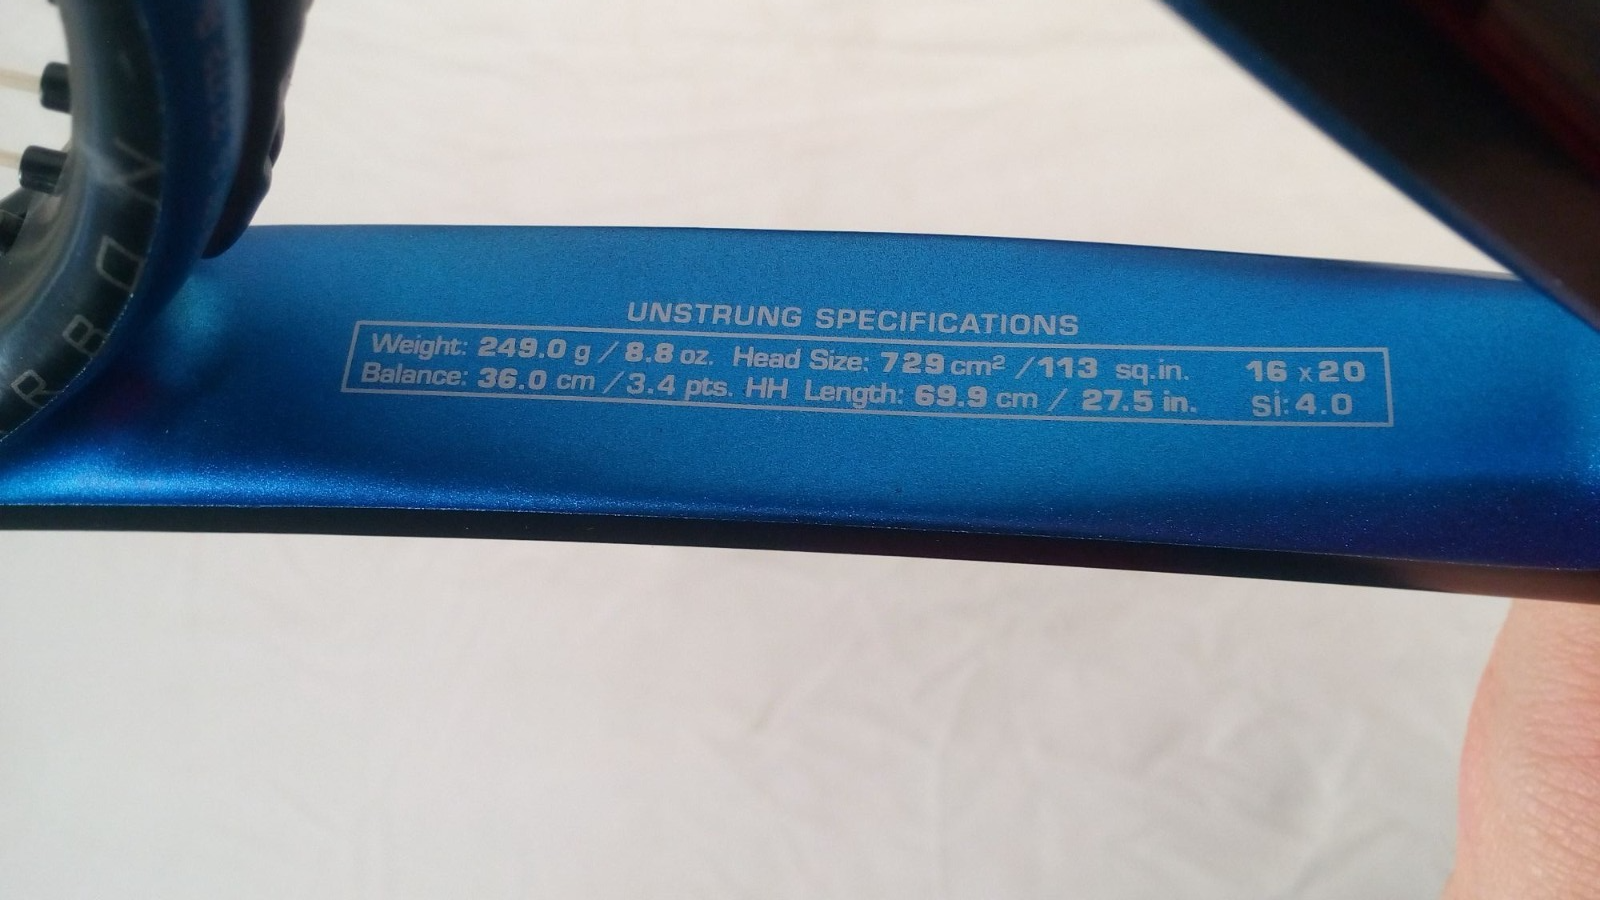 UNSTRUNG SPECIFICATIONS
Weight: 249.0 g / 8.8 oz. Head Size: 729 cm² / 113 sq.in. 16 x 20
Balance: 36.0 cm / 3.4 pts. HH Length: 69.9 cm / 27.5 in. Si: 4.0